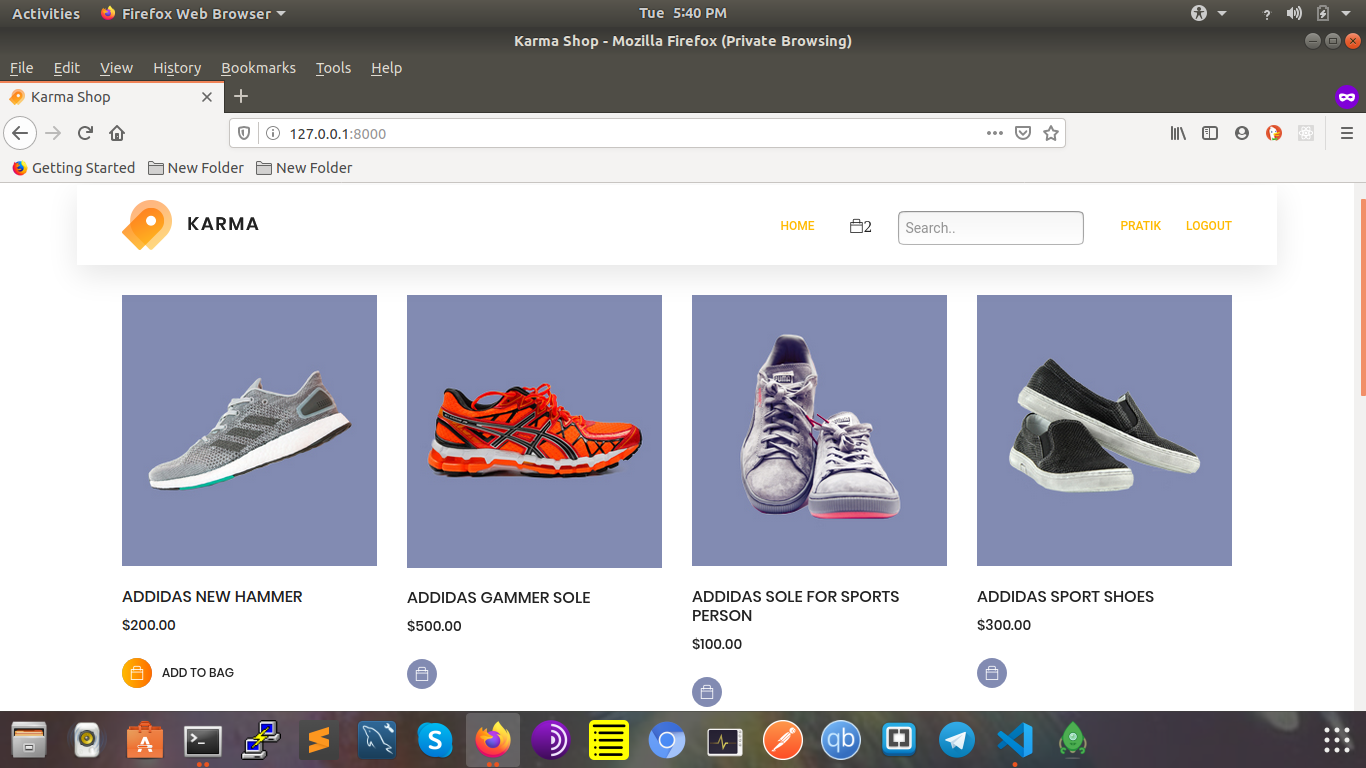 Activities Firefox Web Browser Tue 5:40 PM ?
Karma Shop - Mozilla Firefox (Private Browsing)
File Edit View History Bookmarks Tools Help
Karma Shop
127.0.0.1:8000
Getting Started New Folder New Folder
KARMA HOME 2 Search.. PRATIK LOGOUT
ADDIDAS NEW HAMMER
$200.00
ADD TO BAG
ADDIDAS GAMMER SOLE
$500.00
ADDIDAS SOLE FOR SPORTS
PERSON
$100.00
ADDIDAS SPORT SHOES
$300.00